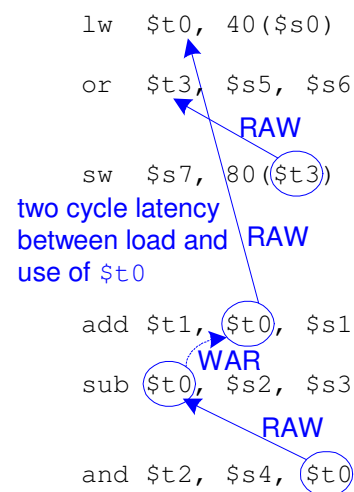 lw $t0, 40($s0)
or $t3, $s5, $s6
RAW
sw $s7, 80($t3)
two cycle latency
between load and RAW
use of $t0
add $t1, $t0, $s1
WAR
sub $t0, $s2, $s3
RAW
and $t2, $s4, $t0